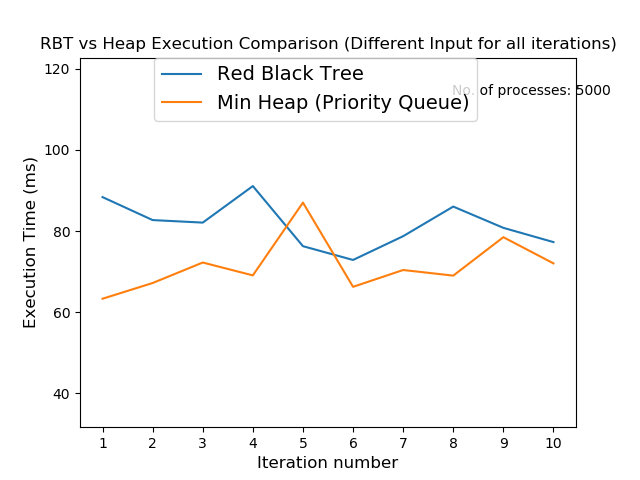 RBT vs Heap Execution Comparison (Different Input for all iterations)
Red Black Tree
Min Heap (Priority Queue)
No. of processes: 5000
120
100
80
60
40
Execution Time (ms)
1 2 3 4 5 6 7 8 9 10
Iteration number